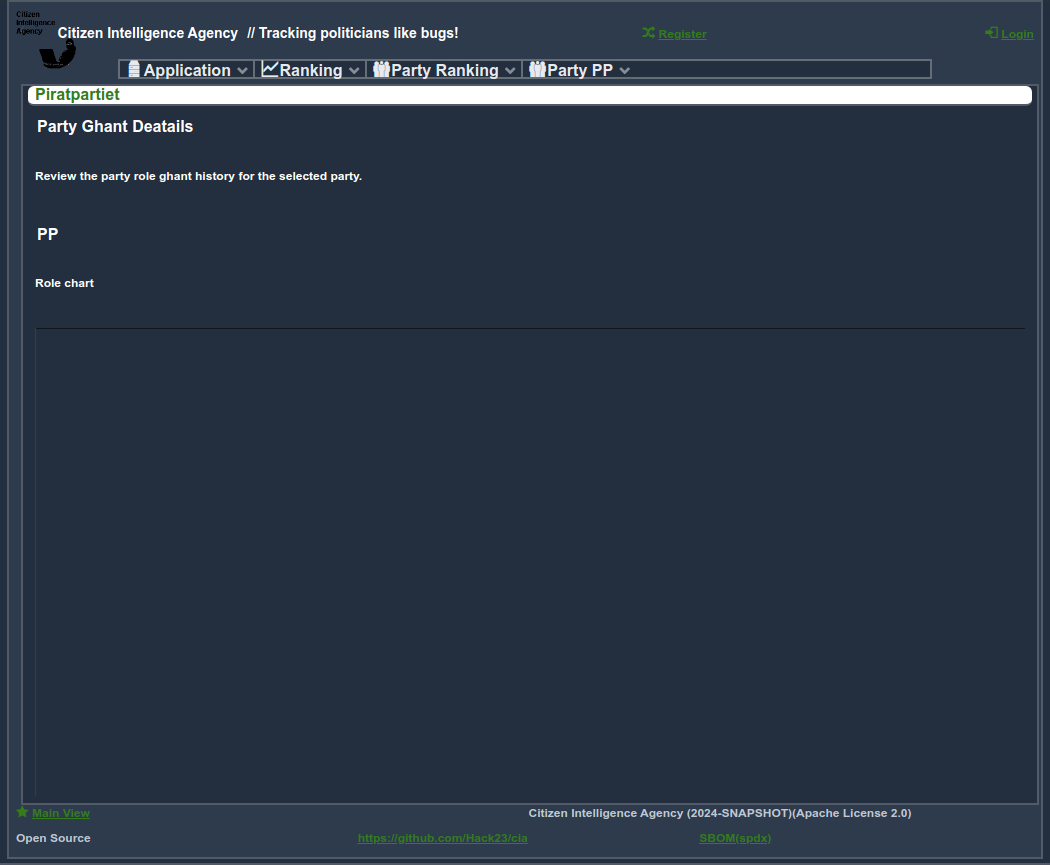 Citizen
Intelligence
Agency
Citizen Intelligence Agency // Tracking politicians like bugs!
Register
Login
Application
Ranking
Party Ranking
Party PP
Piratpartiet
Party Ghant Deatails
Review the party role ghant history for the selected party.
PP
Role chart
Main View
Citizen Intelligence Agency (2024-SNAPSHOT)(Apache License 2.0)
Open Source
https://github.com/Hack23/cia
SBOM(spdx)